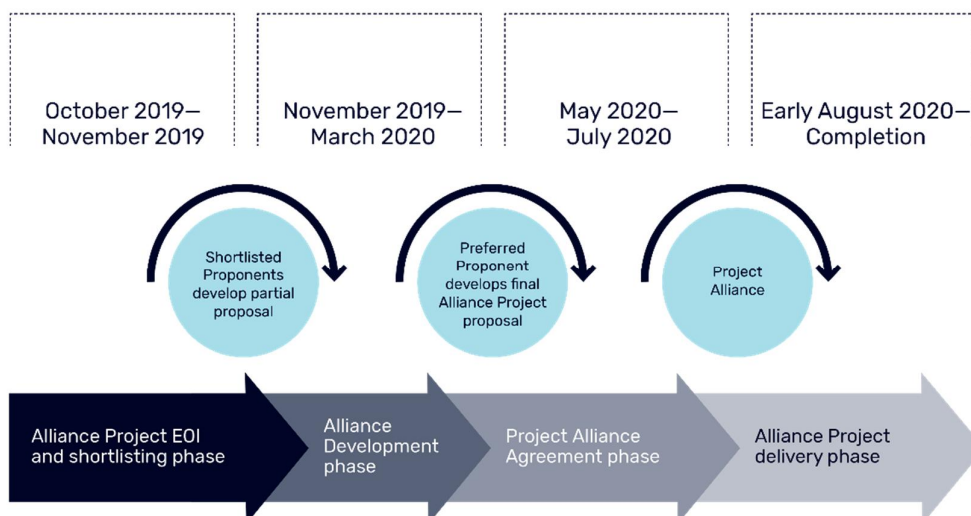 October 2019—
November 2019
November 2019—
March 2020
May 2020—
July 2020
Early August 2020—
Completion
Shortlisted
Proponents
develop partial
proposal
Preferred
Proponent
develops final
Alliance Project
proposal
Project
Alliance
Alliance Project EOI
and shortlisting phase
Alliance
Development
phase
Project Alliance
Agreement phase
Alliance Project
delivery phase